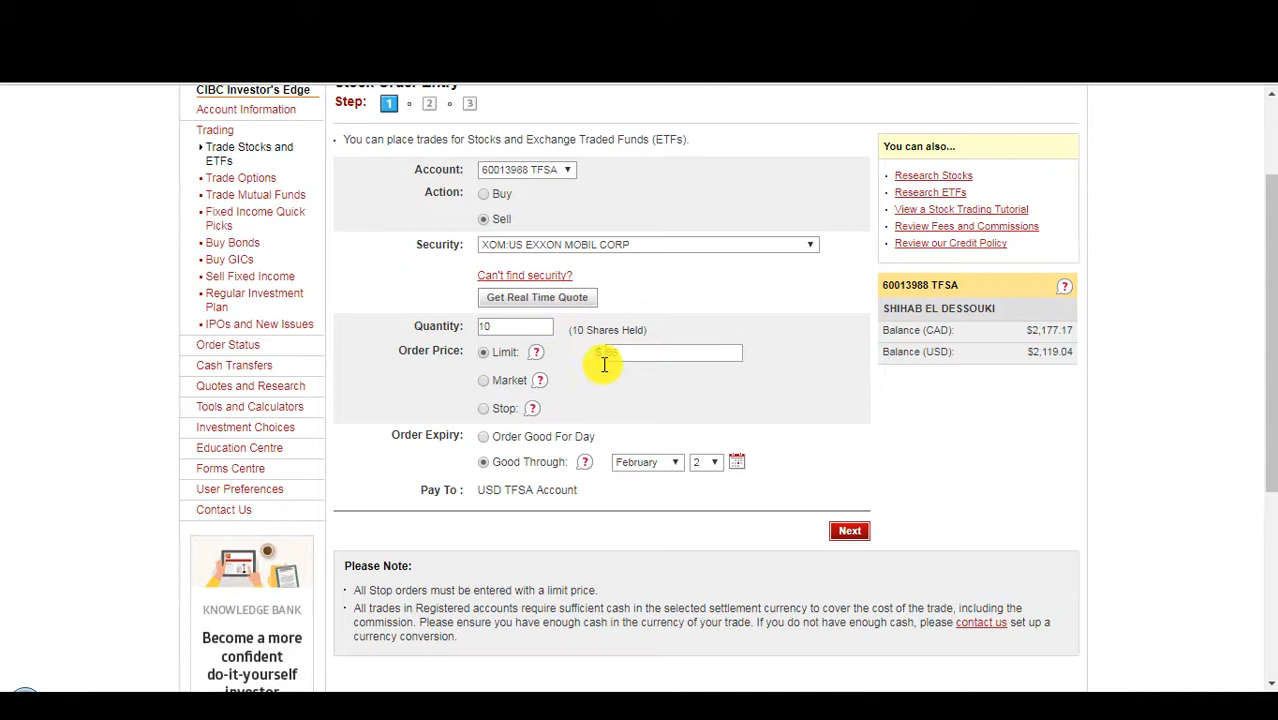 Stock Order Entry
CIBC Investor's Edge
Account Information
Trading
Trade Stocks and
ETFs
Trade Options
Trade Mutual Funds
Fixed Income Quick
Picks
Buy Bonds
Buy GICs
Sell Fixed Income
Regular Investment
Plan
IPOs and New Issues
Order Status
Cash Transfers
Quotes and Research
Tools and Calculators
Investment Choices
Education Centre
Forms Centre
User Preferences
Contact Us
KNOWLEDGE BANK
Become a more
confident
do-it-yourself
investor
Step: 1 2 3
You can place trades for Stocks and Exchange Traded Funds (ETFs).
Account: 60013988 TFSA
Action: Buy
Sell
Security: XOM:US EXXON MOBIL CORP
Can't find security?
Get Real Time Quote
Quantity: 10 (10 Shares Held)
Order Price: Limit: ?
Market ?
Stop: ?
Order Expiry: Order Good For Day
Good Through: ? February 2
Pay To : USD TFSA Account
Next
Please Note:
All Stop orders must be entered with a limit price.
All trades in Registered accounts require sufficient cash in the selected settlement currency to cover the cost of the trade, including the
commission. Please ensure you have enough cash in the currency of your trade. If you do not have enough cash, please contact us set up a
currency conversion.
You can also...
Research Stocks
Research ETFs
View a Stock Trading Tutorial
Review Fees and Commissions
Review our Credit Policy
60013988 TFSA ?
SHIHAB EL DESSOUKI
Balance (CAD): $2,177.17
Balance (USD): $2,119.04